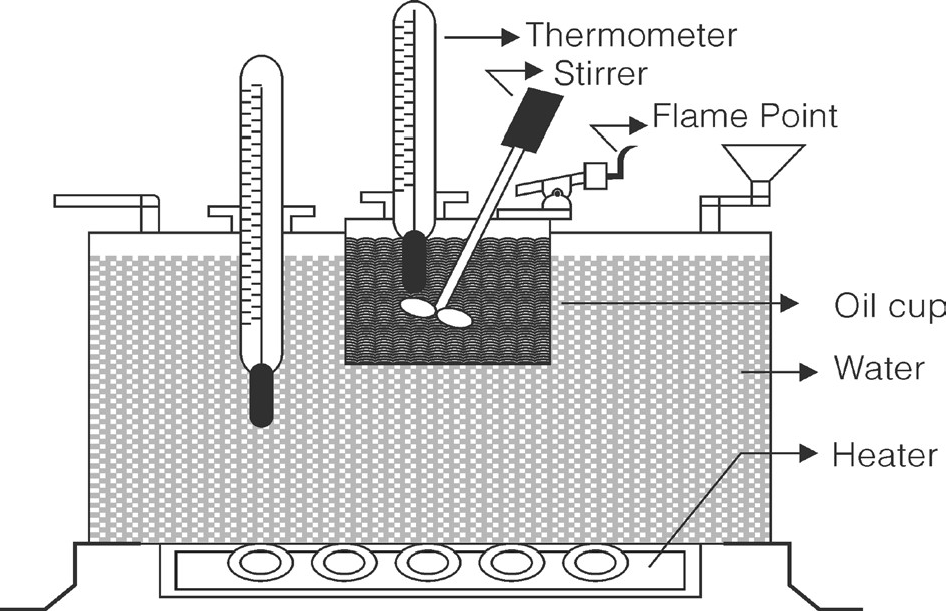 Thermometer
Stirrer
Flame Point
Oil cup
Water
Heater